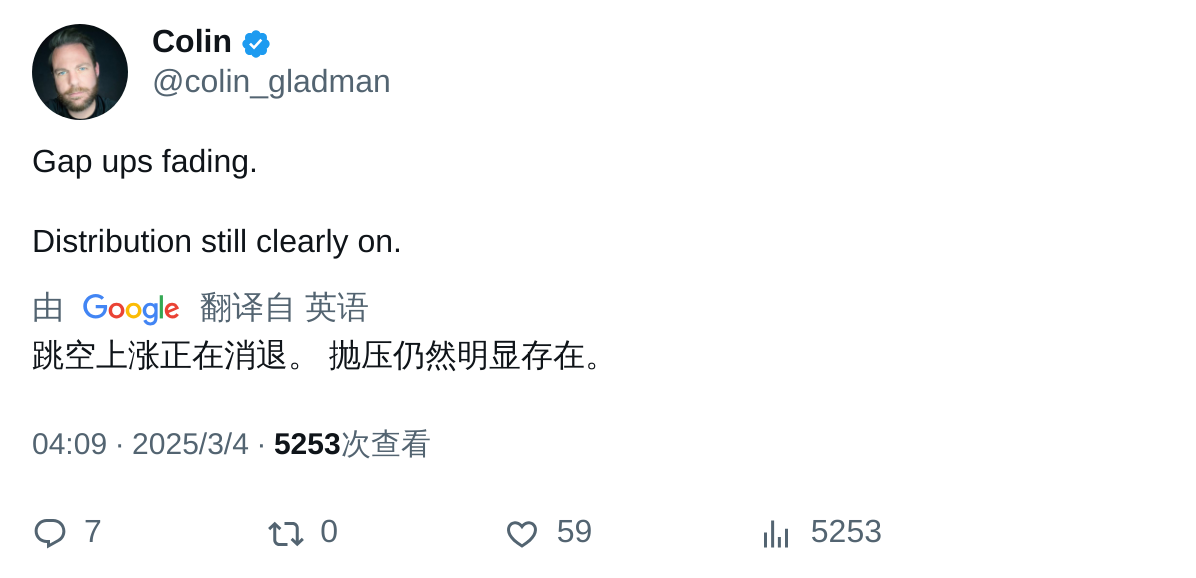 Colin
@colin_gladman
Gap ups fading.
Distribution still clearly on.
由 Google 翻译自 英语
跳空上涨正在消退。 抛压仍然明显存在。
04:09 · 2025/3/4 · 5253次查看
7 0 59 5253